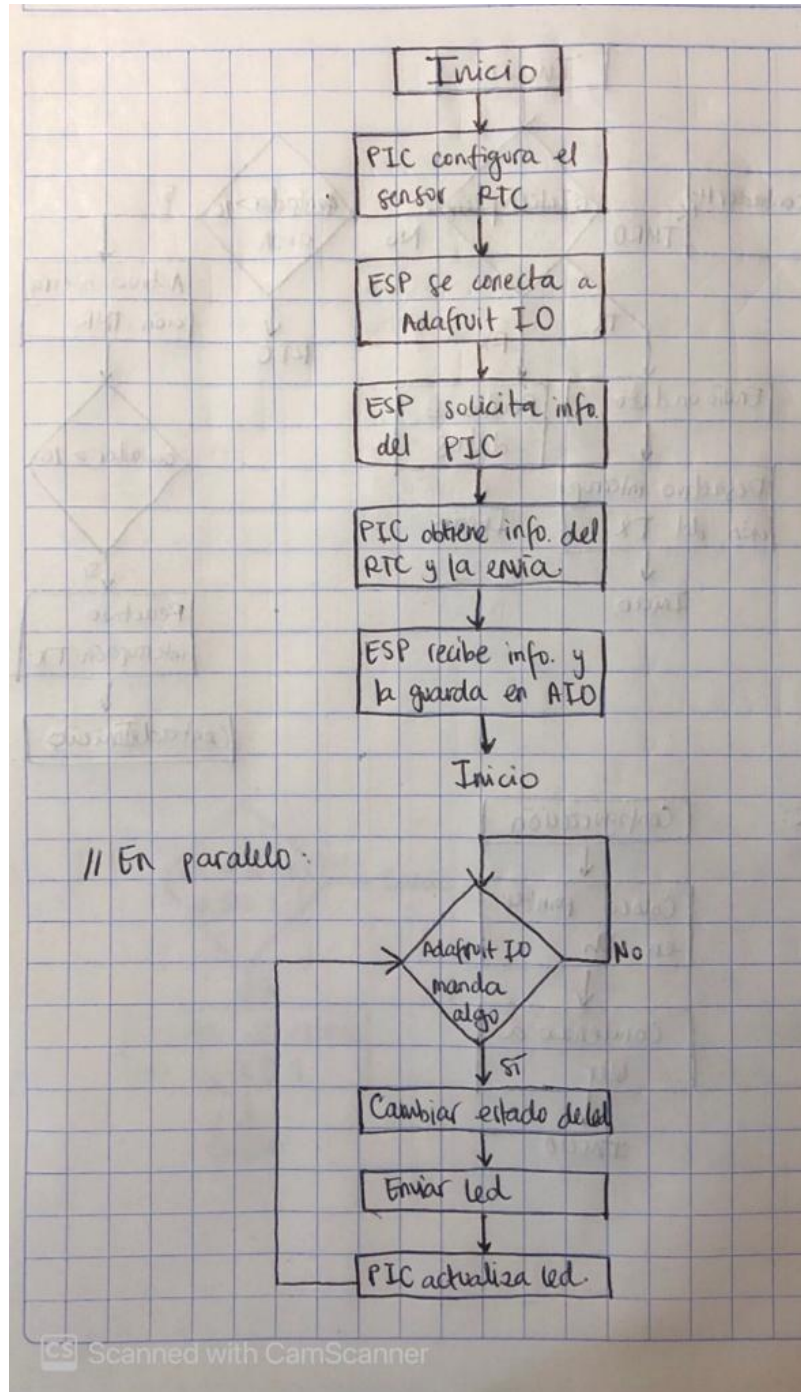 Inicio
PIC configura el
sensor RTC
ESP se conecta a
Adafruit IO
ESP solicita info.
del PIC
PIC obtiene info. del
RTC y la envía.
ESP recibe info. y
la guarda en AIO
Inicio
// En paralelo:
Adafruit IO
manda
algo
No
SÍ
Cambiar estado de led
Enviar led
PIC actualiza led.
CS Scanned with CamScanner